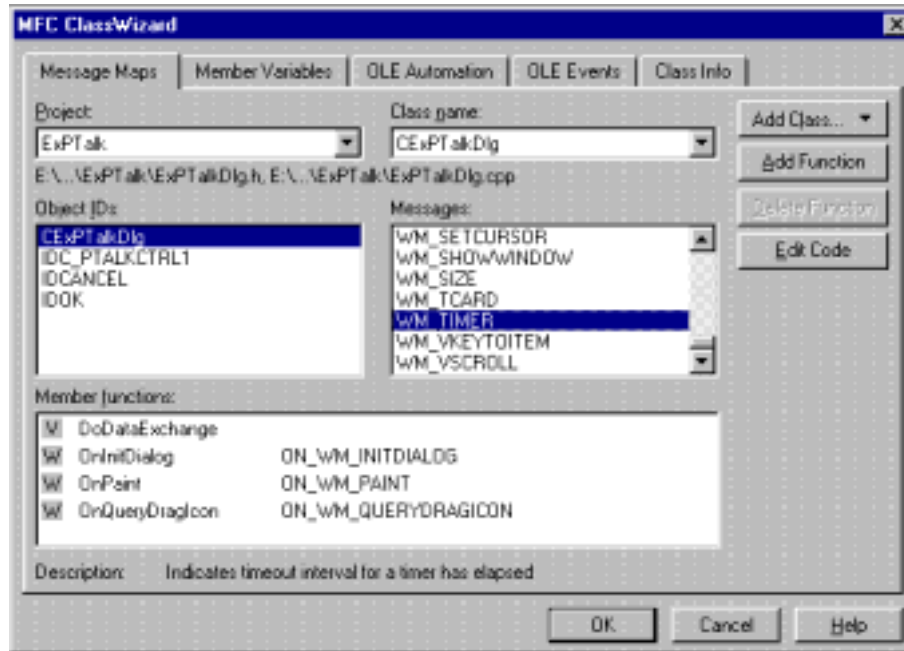 MFC ClassWizard
Message Maps Member Variables OLE Automation OLE Events Class Info
Project: Class name:
ExPTalk CExPTalkDlg
Add Class...
E:\...\ExPTalk\ExPTalkDlg.h, E:\...\ExPTalk\ExPTalkDlg.cpp
Add Function
Object IDs: Messages:
Delete Function
CExPTalkDlg
IDC_PTALKCTRL1
IDCANCEL
IDOK
WM_SETCURSOR
WM_SHOWWINDOW
WM_SIZE
WM_TCARD
WM_TIMER
WM_VKEYTOITEM
WM_VSCROLL
Edit Code
Member functions:
V DoDataExchange
W OnInitDialog ON_WM_INITDIALOG
W OnPaint ON_WM_PAINT
W OnQueryDragIcon ON_WM_QUERYDRAGICON
Description: Indicates timeout interval for a timer has elapsed
OK Cancel Help